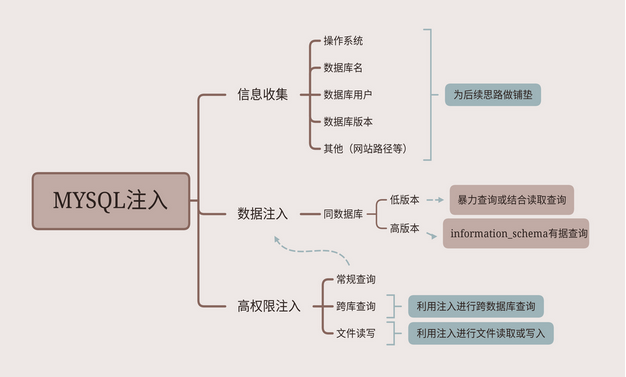 MYSQL注入
信息收集
操作系统
数据库名
数据库用户
数据库版本
其他（网站路径等）
为后续思路做铺垫
数据注入
同数据库
低版本
暴力查询或结合读取查询
高版本
information_schema有据查询
高权限注入
常规查询
跨库查询
利用注入进行跨数据库查询
文件读写
利用注入进行文件读取或写入